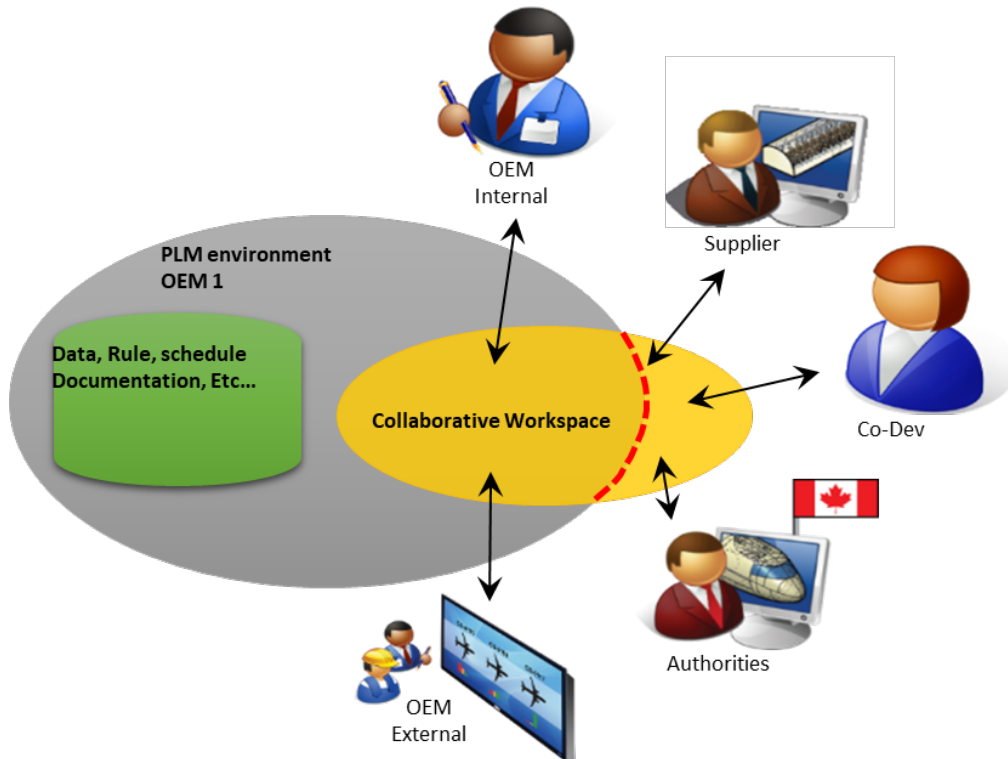 OEM
Internal
Supplier
PLM environment
OEM 1
Data, Rule, schedule
Documentation, Etc...
Collaborative Workspace
Co-Dev
Authorities
OEM
External